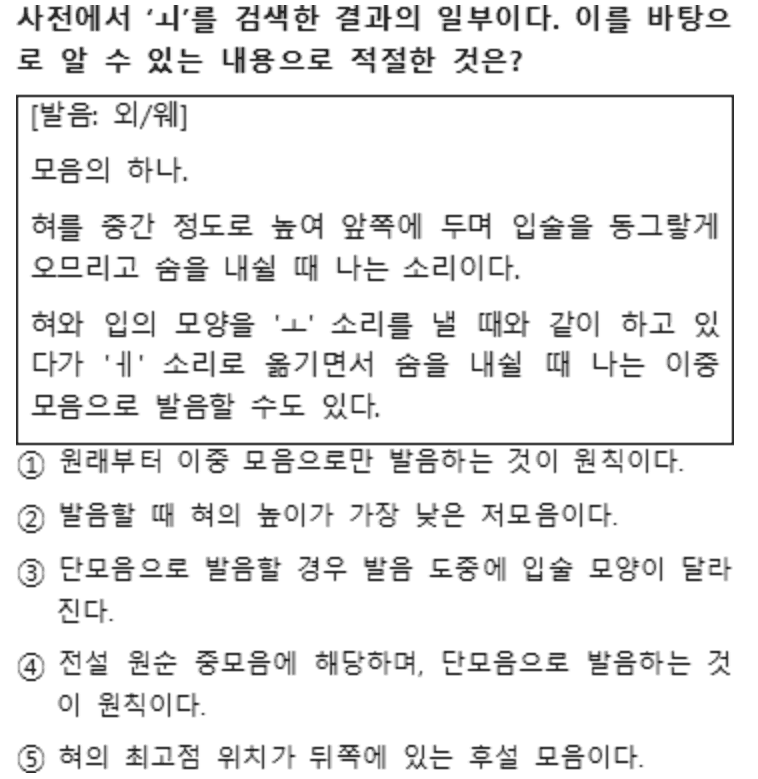 사전에서 ‘ㅚ’를 검색한 결과의 일부이다. 이를 바탕으
로 알 수 있는 내용으로 적절한 것은?
[발음: 외/웨]
모음의 하나.
혀를 중간 정도로 높여 앞쪽에 두며 입술을 동그랗게
오므리고 숨을 내쉴 때 나는 소리이다.
혀와 입의 모양을 'ㅗ' 소리를 낼 때와 같이 하고 있
다가 'ㅔ' 소리로 옮기면서 숨을 내쉴 때 나는 이중
모음으로 발음할 수도 있다.
① 원래부터 이중 모음으로만 발음하는 것이 원칙이다.
② 발음할 때 혀의 높이가 가장 낮은 저모음이다.
③ 단모음으로 발음할 경우 발음 도중에 입술 모양이 달라
진다.
④ 전설 원순 중모음에 해당하며, 단모음으로 발음하는 것
이 원칙이다.
⑤ 혀의 최고점 위치가 뒤쪽에 있는 후설 모음이다.